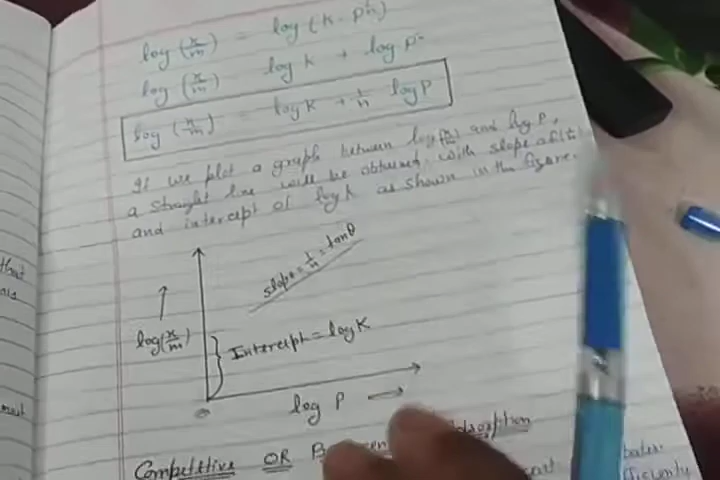 log (x/m) = log (K. P^1/n)
log (x/m) log K + log P^1/n
log (x/m) = log K + 1/n log P
If we plot a graph between log(x/m) and log P,
a straight line will be obtained with slope of (1/n)
and intercept of log K as shown in the figure.
slope = 1/n = tanθ
log(x/m)
Intercept = log K
o
log P
Competitive OR Adsorption